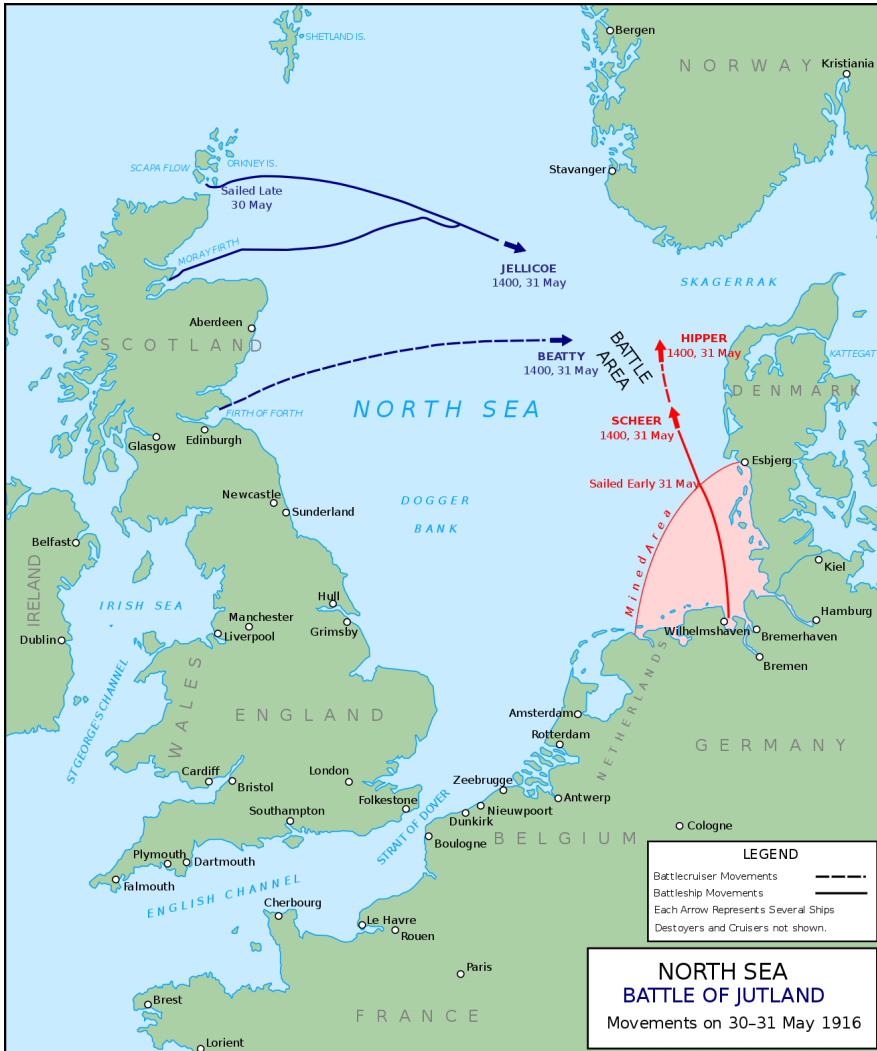 SHETLAND IS.
Bergen
NORWAY
Kristiania
SCAPA FLOW
ORKNEY IS.
Stavanger
Sailed Late
30 May
MORAY FIRTH
JELLICOE
1400, 31 May
SKAGERRAK
Aberdeen
SCOTLAND
BATTLE
AREA
HIPPER
1400, 31 May
KATTEGAT
BEATTY
1400, 31 May
DENMARK
NORTH SEA
FIRTH OF FORTH
SCHEER
1400, 31 May
Edinburgh
Glasgow
Esbjerg
Sailed Early 31 May
Newcastle
Sunderland
DOGGER
BANK
Mined Area
Belfast
IRELAND
Kiel
IRISH SEA
Hull
Grimsby
Manchester
Liverpool
Hamburg
Wilhelmshaven
Bremerhaven
Dublin
Bremen
ST GEORGE'S CHANNEL
WALES
ENGLAND
NETHERLANDS
Amsterdam
Rotterdam
GERMANY
Cardiff
Bristol
London
Zeebrugge
Folkestone
Antwerp
Nieuwpoort
Southampton
Dunkirk
STRAIT OF DOVER
Boulogne
BELGIUM
Cologne
Plymouth
Dartmouth
Falmouth
ENGLISH CHANNEL
Cherbourg
Le Havre
Rouen
Paris
Brest
FRANCE
Lorient
LEGEND
Battlecruiser Movements
Battleship Movements
Each Arrow Represents Several Ships
Destoyers and Cruisers not shown.
NORTH SEA
BATTLE OF JUTLAND
Movements on 30–31 May 1916